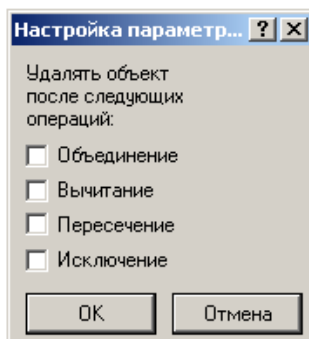 Настройка параметр...
Удалять объект
после следующих
операций:
Объединение
Вычитание
Пересечение
Исключение
OK
Отмена